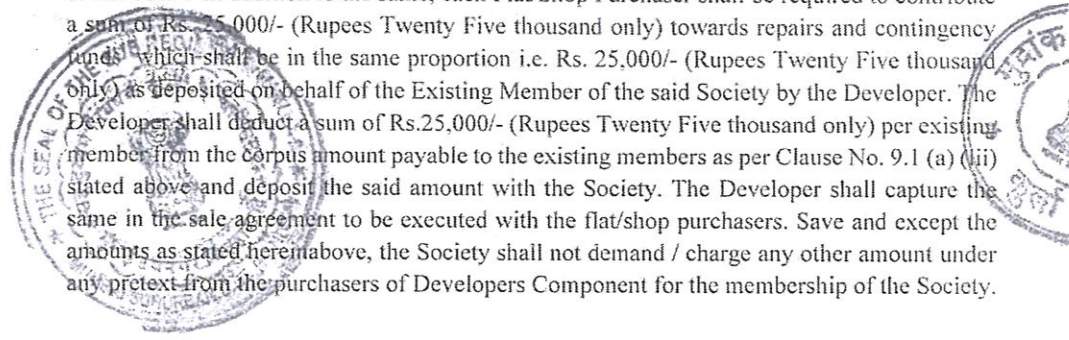 a sum of Rs. 25,000/- (Rupees Twenty Five thousand only) towards repairs and contingency
funds which shall be in the same proportion i.e. Rs. 25,000/- (Rupees Twenty Five thousand
only) as deposited on behalf of the Existing Member of the said Society by the Developer. The
Developer shall deduct a sum of Rs.25,000/- (Rupees Twenty Five thousand only) per existing
member from the corpus amount payable to the existing members as per Clause No. 9.1 (a) (iii)
stated above and deposit the said amount with the Society. The Developer shall capture the
same in the sale agreement to be executed with the flat/shop purchasers. Save and except the
amounts as stated hereinabove, the Society shall not demand / charge any other amount under
any pretext from the purchasers of Developers Component for the membership of the Society.
THE SEAL OF THE
मुद्रांक